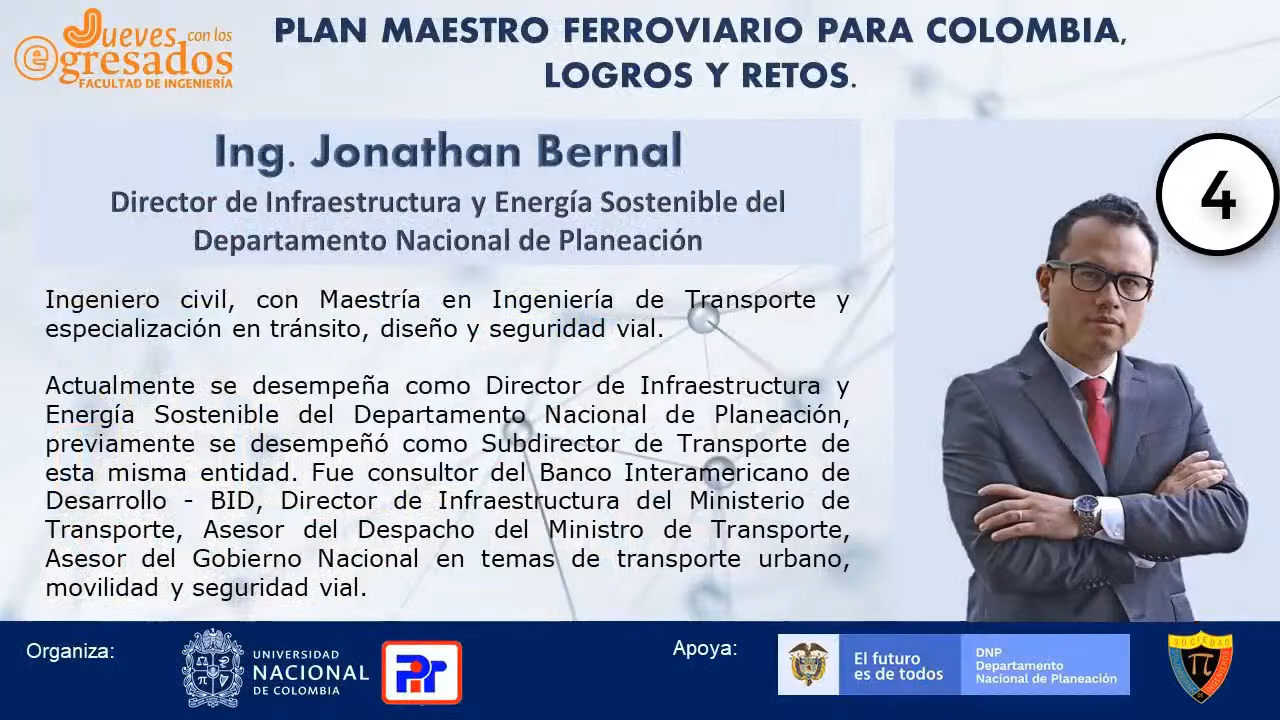 Jueves con los
egresados
FACULTAD DE INGENIERÍA
PLAN MAESTRO FERROVIARIO PARA COLOMBIA,
LOGROS Y RETOS.
Ing. Jonathan Bernal
Director de Infraestructura y Energía Sostenible del
Departamento Nacional de Planeación
4
Ingeniero civil, con Maestría en Ingeniería de Transporte y
especialización en tránsito, diseño y seguridad vial.
Actualmente se desempeña como Director de Infraestructura y
Energía Sostenible del Departamento Nacional de Planeación,
previamente se desempeñó como Subdirector de Transporte de
esta misma entidad. Fue consultor del Banco Interamericano de
Desarrollo - BID, Director de Infraestructura del Ministerio de
Transporte, Asesor del Despacho del Ministro de Transporte,
Asesor del Gobierno Nacional en temas de transporte urbano,
movilidad y seguridad vial.
Organiza:
UNIVERSIDAD
NACIONAL
DE COLOMBIA
Apoya:
El futuro
es de todos
DNP
Departamento
Nacional de Planeación
SOCIEDAD
π